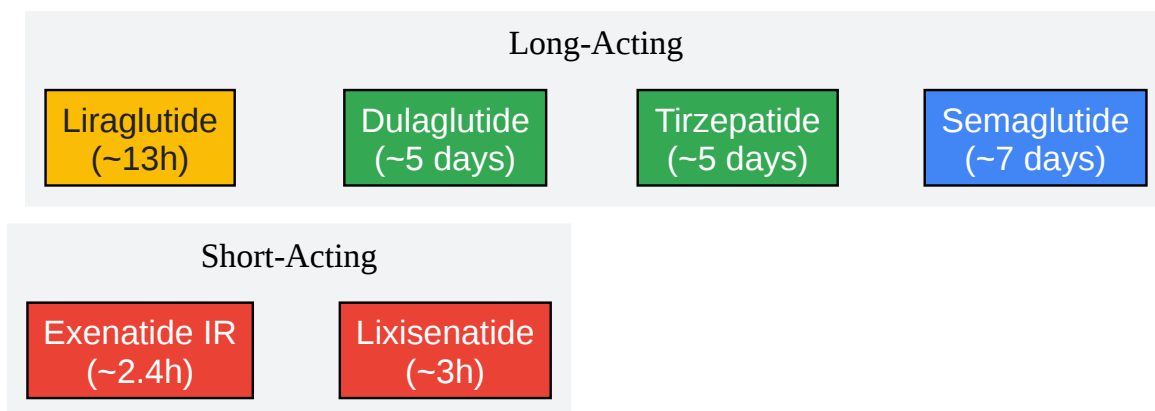 Long-Acting
Liraglutide
(~13h)
Dulaglutide
(~5 days)
Tirzepatide
(~5 days)
Semaglutide
(~7 days)
Short-Acting
Exenatide IR
(~2.4h)
Lixisenatide
(~3h)